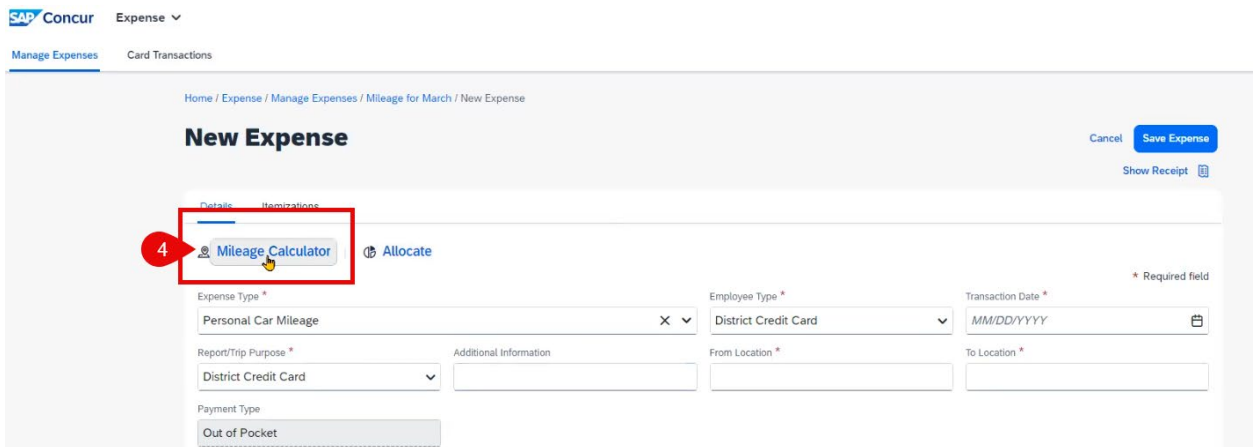 SAP Concur Expense
Manage Expenses Card Transactions
Home / Expense / Manage Expenses / Mileage for March / New Expense
New Expense
Cancel Save Expense
Show Receipt
Details Itemizations
4 Mileage Calculator Allocate
* Required field
Expense Type * Employee Type * Transaction Date *
Personal Car Mileage District Credit Card MM/DD/YYYY
Report/Trip Purpose * Additional Information From Location * To Location *
District Credit Card
Payment Type
Out of Pocket